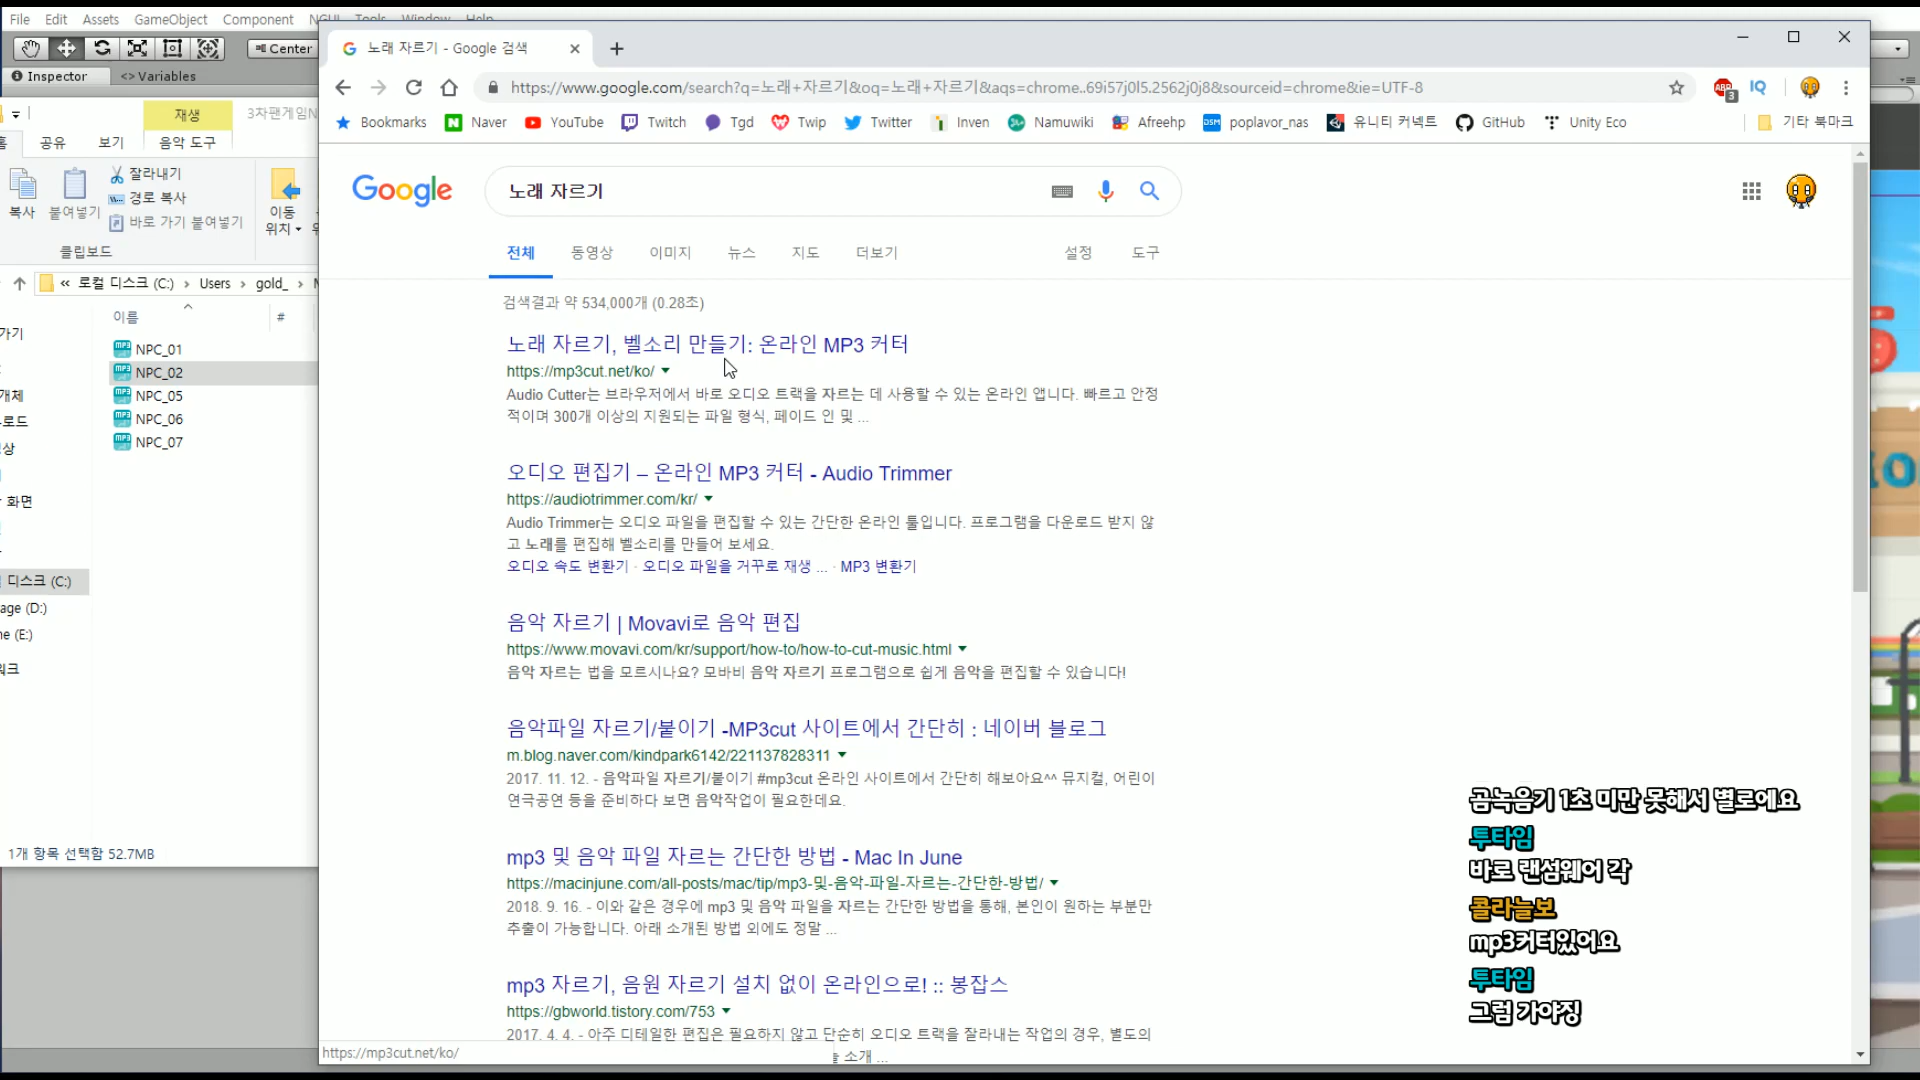 File Edit Assets GameObject Component NGUI Tools Window Help
Center
Inspector <> Variables
재생
3차팬게임N
공유 보기 음악 도구
복사
붙여넣기
잘라내기
경로 복사
바로 가기 붙여넣기
이동
위치
클립보드
« 로컬 디스크 (C:) › Users › gold_ ›
이름 #
NPC_01
NPC_02
NPC_05
NPC_06
NPC_07
디스크 (C:)
age (D:)
ne (E:)
1개 항목 선택함 52.7MB
노래 자르기 - Google 검색
https://www.google.com/search?q=노래+자르기&oq=노래+자르기&aqs=chrome..69i57j0l5.2562j0j8&sourceid=chrome&ie=UTF-8
ABP 3 IQ
Bookmarks Naver YouTube Twitch Tgd Twip Twitter Inven Namuwiki Afreehp poplavor_nas 유니티 커넥트 GitHub Unity Eco 기타 북마크
Google
노래 자르기
전체 동영상 이미지 뉴스 지도 더보기 설정 도구
검색결과 약 534,000개 (0.28초)
노래 자르기, 벨소리 만들기: 온라인 MP3 커터
https://mp3cut.net/ko/
Audio Cutter는 브라우저에서 바로 오디오 트랙을 자르는 데 사용할 수 있는 온라인 앱니다. 빠르고 안정
적이며 300개 이상의 지원되는 파일 형식, 페이드 인 및 ...
오디오 편집기 – 온라인 MP3 커터 - Audio Trimmer
https://audiotrimmer.com/kr/
Audio Trimmer는 오디오 파일을 편집할 수 있는 간단한 온라인 툴입니다. 프로그램을 다운로드 받지 않
고 노래를 편집해 벨소리를 만들어 보세요.
오디오 속도 변환기 · 오디오 파일을 거꾸로 재생 ... · MP3 변환기
음악 자르기 | Movavi로 음악 편집
https://www.movavi.com/kr/support/how-to/how-to-cut-music.html
음악 자르는 법을 모르시나요? 모바비 음악 자르기 프로그램으로 쉽게 음악을 편집할 수 있습니다!
음악파일 자르기/붙이기 -MP3cut 사이트에서 간단히 : 네이버 블로그
m.blog.naver.com/kindpark6142/221137828311
2017. 11. 12. - 음악파일 자르기/붙이기 #mp3cut 온라인 사이트에서 간단히 해보아요^^ 뮤지컬, 어린이
연극공연 등을 준비하다 보면 음악작업이 필요한데요.
mp3 및 음악 파일 자르는 간단한 방법 - Mac In June
https://macinjune.com/all-posts/mac/tip/mp3-및-음악-파일-자르는-간단한-방법/
2018. 9. 16. - 이와 같은 경우에 mp3 및 음악 파일을 자르는 간단한 방법을 통해, 본인이 원하는 부분만
추출이 가능합니다. 아래 소개된 방법 외에도 정말 ...
mp3 자르기, 음원 자르기 설치 없이 온라인으로! :: 봉잡스
https://gbworld.tistory.com/753
2017. 4. 4. - 아주 디테일한 편집은 필요하지 않고 단순히 오디오 트랙을 잘라내는 작업의 경우, 별도의
소개 ...
https://mp3cut.net/ko/
곰녹음기 1초 미만 못해서 별로에요
투타임
바로 랜섬웨어 각
콜라늘보
mp3커터있어요
투타임
그럼 가야징